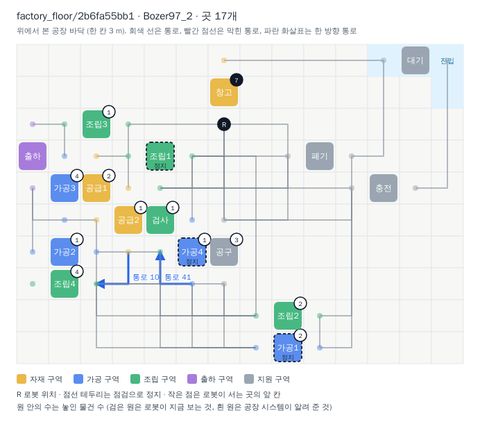 factory_floor/2b6fa55bb1 · Bozer97_2 · 곳 17개
위에서 본 공장 바닥 (한 칸 3 m). 회색 선은 통로, 빨간 점선은 막힌 통로, 파란 화살표는 한 방향 통로
대기
진입
7
창고
1
조립3
R
출하
1
조립1
정지
폐기
4
가공3
2
공급1
충전
1
공급2
1
검사
1
가공2
1
가공4
정지
3
공구
4
조립4
통로 10
통로 41
2
조립2
2
가공1
정지
자재 구역
가공 구역
조립 구역
출하 구역
지원 구역
R 로봇 위치 · 점선 테두리는 점검으로 정지 · 작은 점은 로봇이 서는 곳의 앞 칸
원 안의 수는 놓인 물건 수 (검은 원은 로봇이 지금 보는 것, 흰 원은 공장 시스템이 알려 준 것)